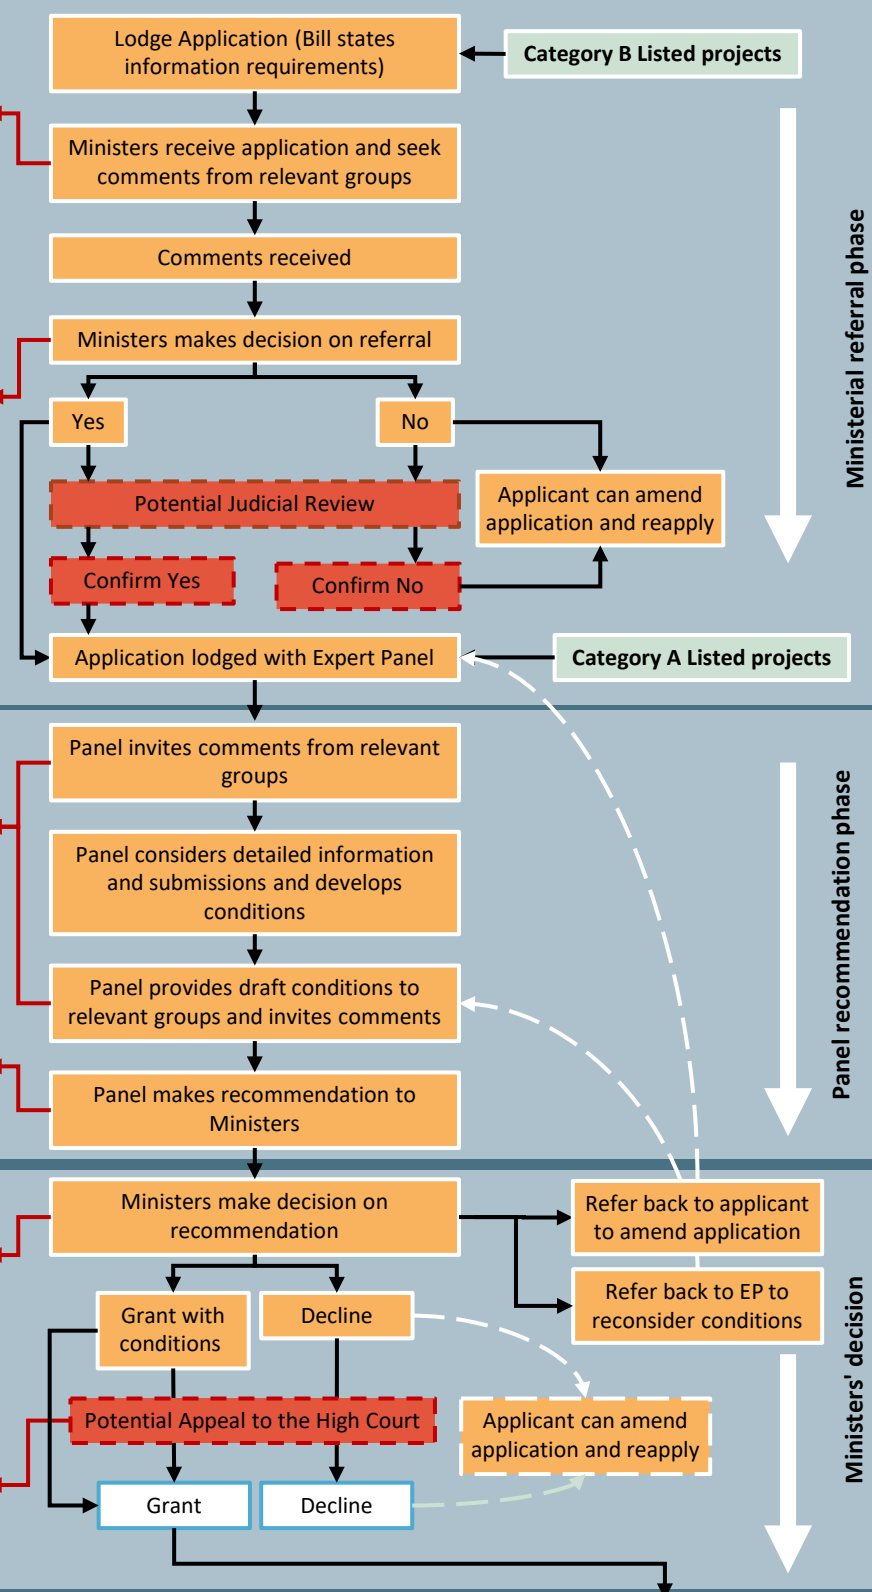 Lodge Application (Bill states
information requirements)
Category B Listed projects
Ministers receive application and seek
comments from relevant groups
Comments received
Ministers makes decision on referral
Yes
No
Potential Judicial Review
Applicant can amend
application and reapply
Confirm Yes
Confirm No
Application lodged with Expert Panel
Category A Listed projects
Ministerial referral phase
Panel invites comments from relevant
groups
Panel considers detailed information
and submissions and develops
conditions
Panel provides draft conditions to
relevant groups and invites comments
Panel makes recommendation to
Ministers
Panel recommendation phase
Ministers make decision on
recommendation
Refer back to applicant
to amend application
Refer back to EP to
reconsider conditions
Grant with
conditions
Decline
Potential Appeal to the High Court
Applicant can amend
application and reapply
Grant
Decline
Ministers' decision